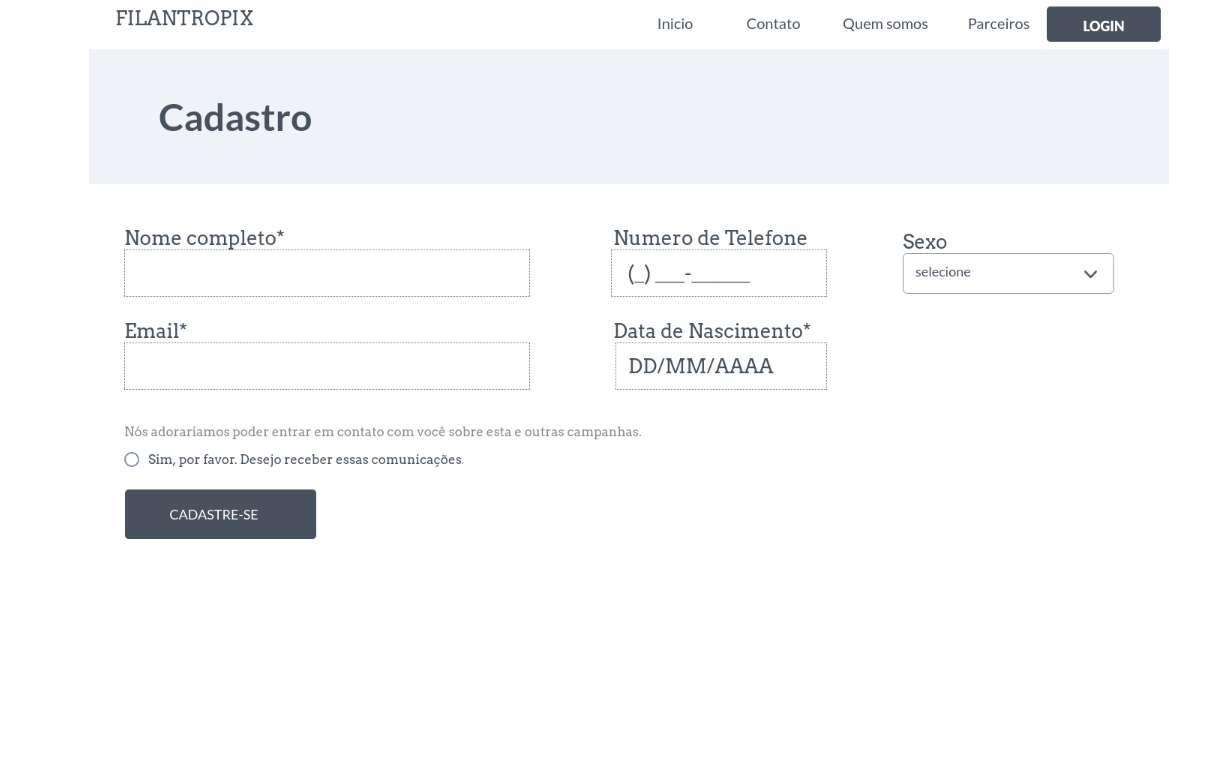 FILANTROPIX
Inicio Contato Quem somos Parceiros LOGIN
Cadastro
Nome completo* Numero de Telefone Sexo
(_) ___-______ selecione
Email* Data de Nascimento*
DD/MM/AAAA
Nós adoraríamos poder entrar em contato com você sobre esta e outras campanhas.
Sim, por favor. Desejo receber essas comunicações.
CADASTRE-SE